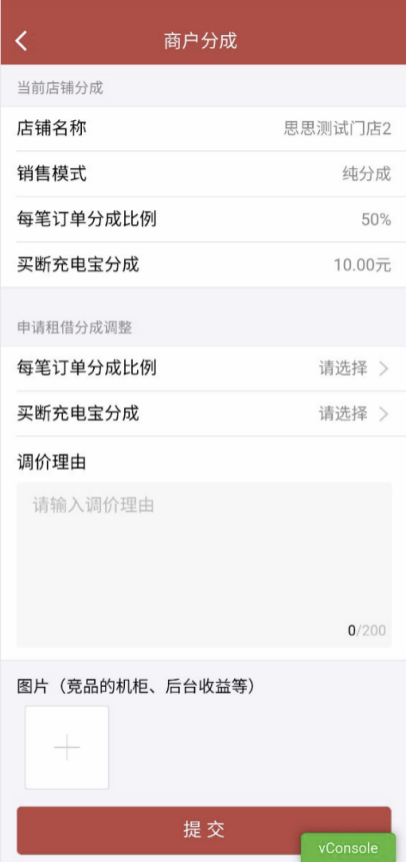 商户分成
当前店铺分成
店铺名称 思思测试门店2
销售模式 纯分成
每笔订单分成比例 50%
买断充电宝分成 10.00元
申请租借分成调整
每笔订单分成比例 请选择
买断充电宝分成 请选择
调价理由
请输入调价理由
0/200
图片（竞品的机柜、后台收益等）
提交
vConsole